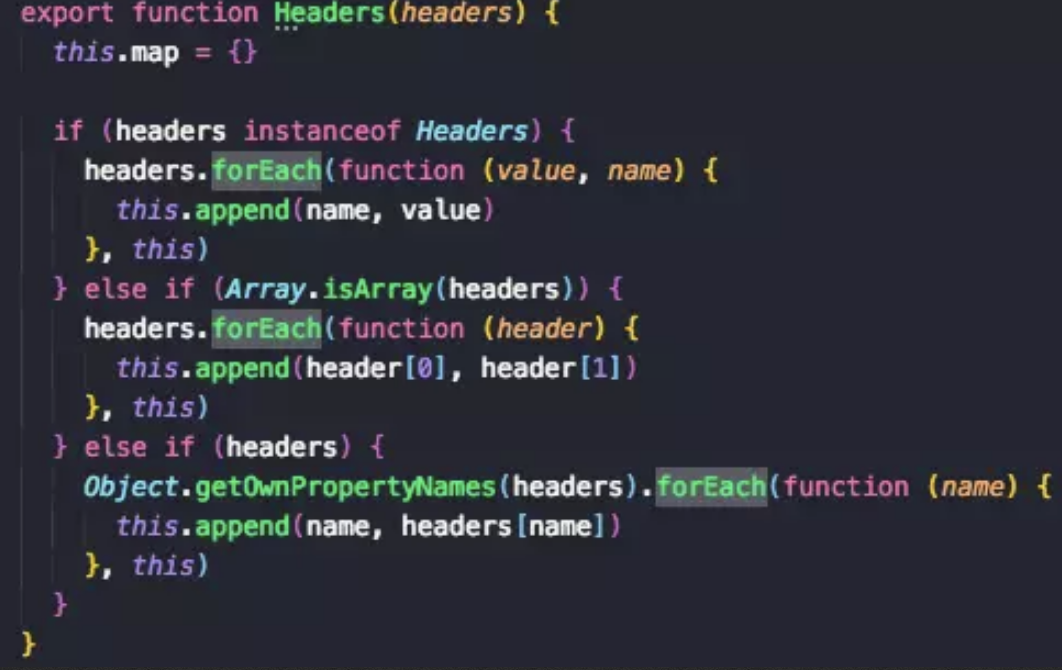 export function Headers(headers) {
  this.map = {}

  if (headers instanceof Headers) {
    headers.forEach(function (value, name) {
      this.append(name, value)
    }, this)
  } else if (Array.isArray(headers)) {
    headers.forEach(function (header) {
      this.append(header[0], header[1])
    }, this)
  } else if (headers) {
    Object.getOwnPropertyNames(headers).forEach(function (name) {
      this.append(name, headers[name])
    }, this)
  }
}